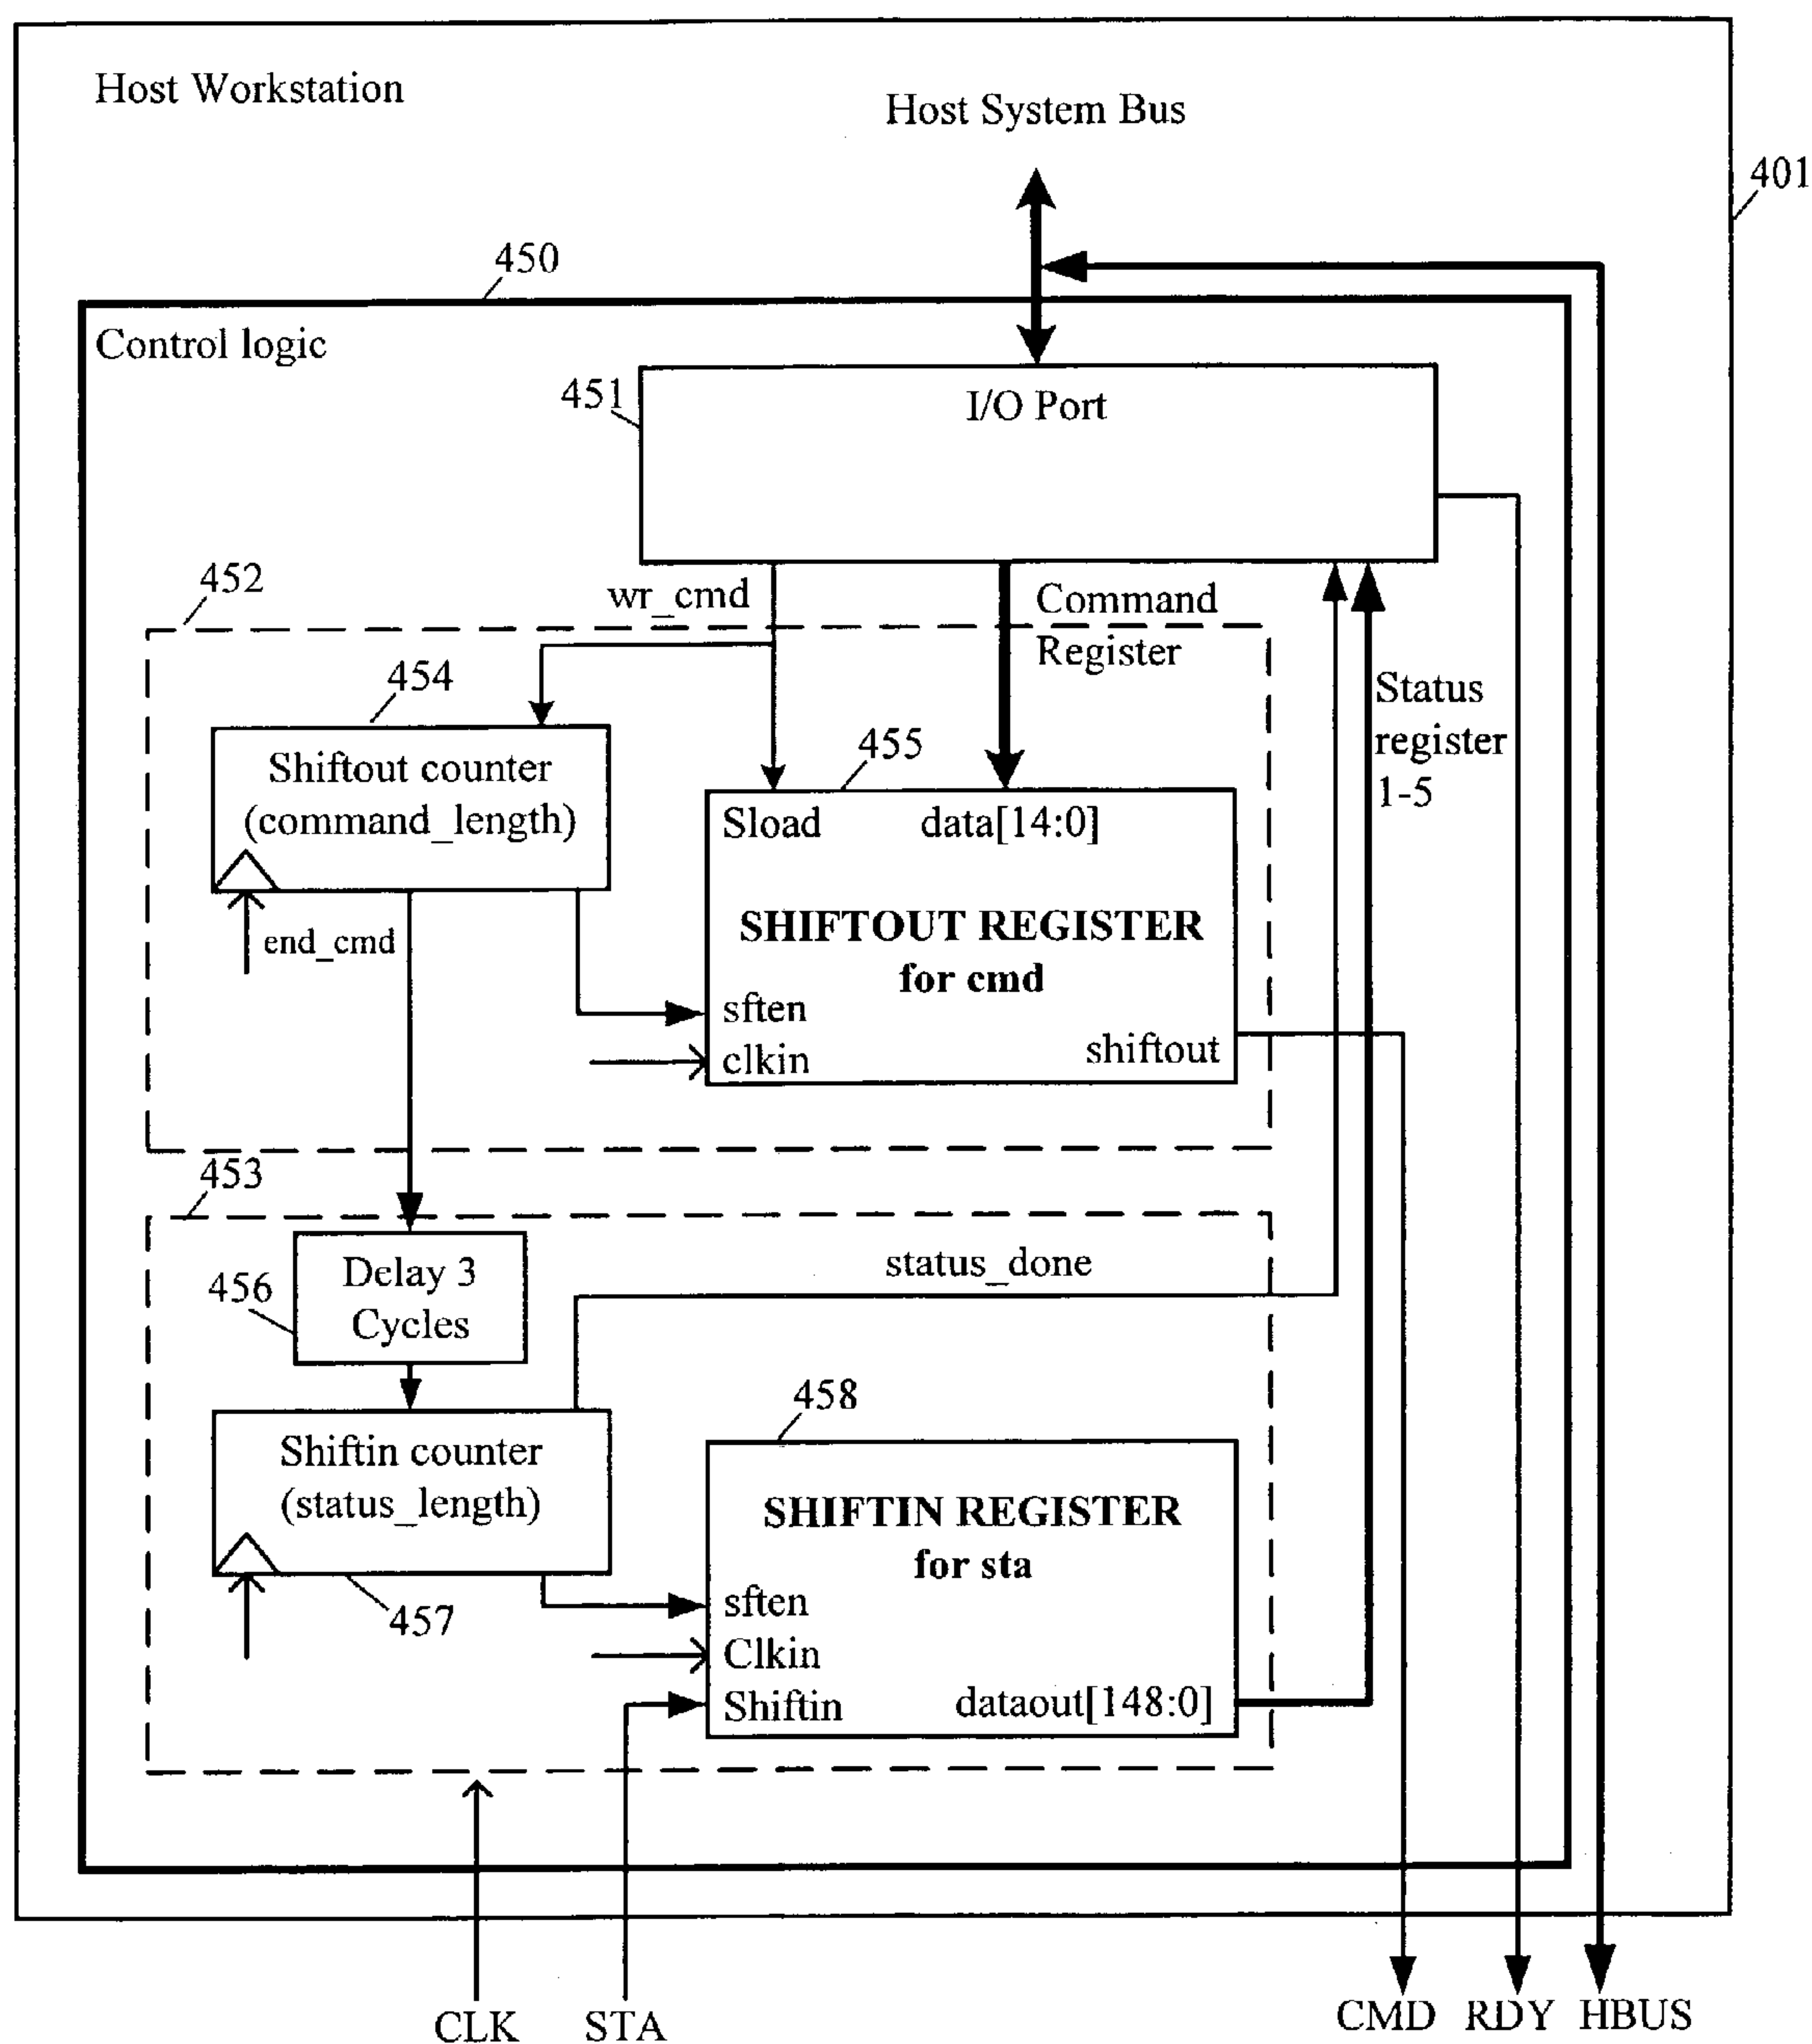 Host Workstation
Host System Bus
401
450
Control logic
451
I/O Port
452
wr_cmd
Command
Register
454
Status
register
1-5
Shiftout counter
(command_length)
455
Sload
data[14:0]
end_cmd
SHIFTOUT REGISTER
for cmd
sften
clkin
shiftout
453
Delay 3
Cycles
456
status_done
458
Shiftin counter
(status_length)
457
SHIFTIN REGISTER
for sta
sften
Clkin
Shiftin
dataout[148:0]
CLK
STA
CMD
RDY
HBUS